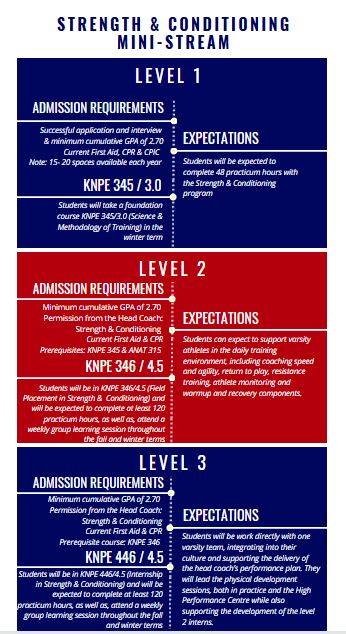 STRENGTH & CONDITIONING
MINI-STREAM
LEVEL 1
ADMISSION REQUIREMENTS
Successful application and interview
& minimum cumulative GPA of 2.70
Current First Aid, CPR & CPIC
Note: 15- 20 spaces available each year
KNPE 345 / 3.0
Students will take a foundation
course KNPE 345/3.0 (Science &
Methodology of Training) in the
winter term
EXPECTATIONS
Students will be expected to
complete 48 practicum hours with
the Strength & Conditioning
program
LEVEL 2
ADMISSION REQUIREMENTS
Minimum cumulative GPA of 2.70
Permission from the Head Coach:
Strength & Conditioning
Current First Aid & CPR
Prerequisites: KNPE 345 & ANAT 315
KNPE 346 / 4.5
Students will be in KNPE 346/4.5 (Field
Placement in Strength & Conditioning) and
will be expected to complete at least 120
practicum hours, as well as, attend a
weekly group learning session throughout
the fall and winter terms
EXPECTATIONS
Students can expect to support varsity
athletes in the daily training
environment, including coaching speed
and agility, return to play, resistance
training, athlete monitoring and
warmup and recovery components.
LEVEL 3
ADMISSION REQUIREMENTS
Minimum cumulative GPA of 2.70
Permission from the Head Coach:
Strength & Conditioning
Current First Aid & CPR
Prerequisite course: KNPE 346
KNPE 446 / 4.5
Students will be in KNPE 446/4.5 (Internship
in Strength & Conditioning) and will be
expected to complete at least 120
practicum hours, as well as, attend a weekly
group learning session throughout the fall
and winter terms
EXPECTATIONS
Students will be work directly with one
varsity team, integrating into their
culture and supporting the delivery of
the head coach's performance plan. They
will lead the physical development
sessions, both in practice and the High
Performance Centre while also
supporting the development of the level
2 interns.